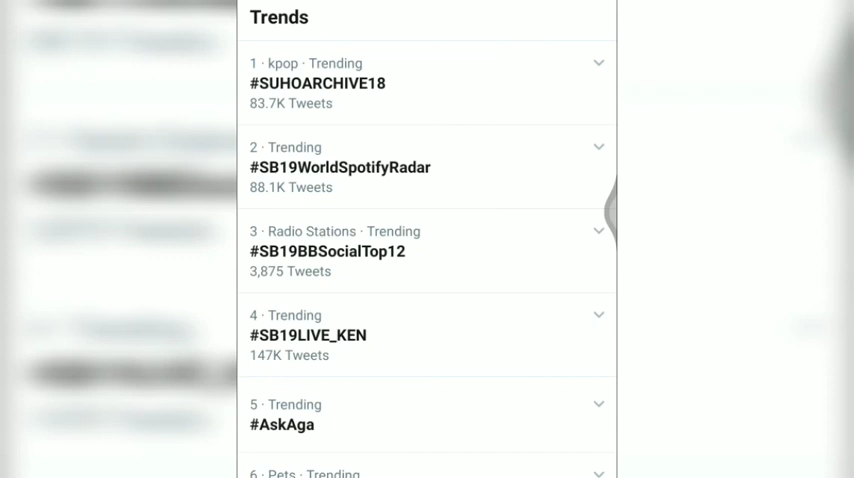 Trends
1 · kpop · Trending
#SUHOARCHIVE18
83.7K Tweets
2 · Trending
#SB19WorldSpotifyRadar
88.1K Tweets
3 · Radio Stations · Trending
#SB19BBSocialTop12
3,875 Tweets
4 · Trending
#SB19LIVE_KEN
147K Tweets
5 · Trending
#AskAga
6 · Pets · Trending